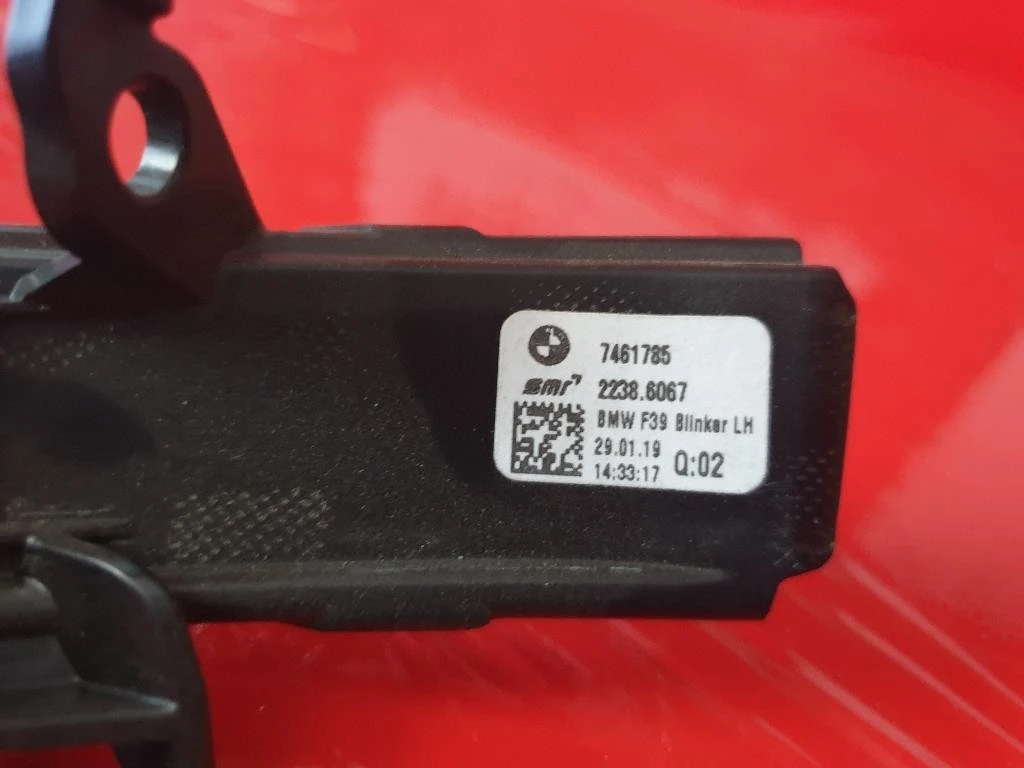 7461785
smr 2238.6067
BMW F39 Blinker LH
29.01.19
14:33:17 Q:02